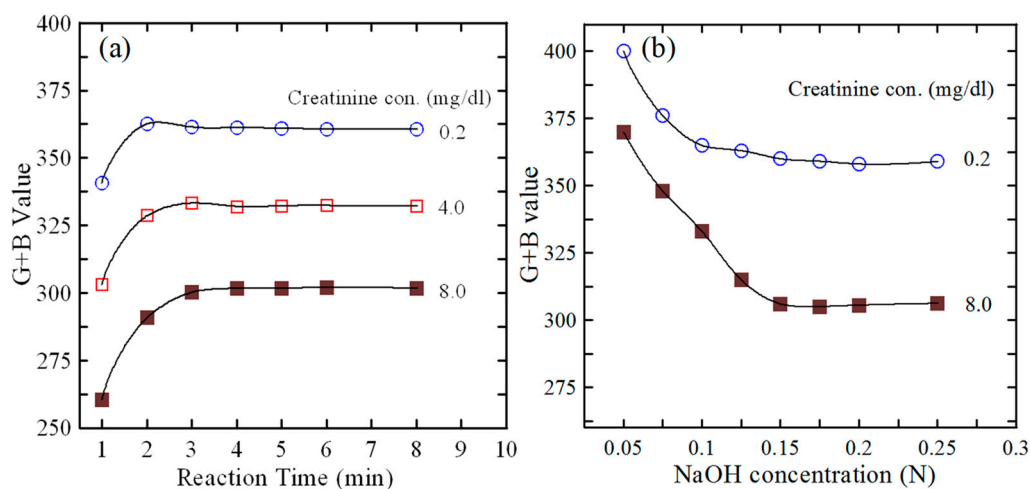 (a)
G+B Value
400
375
350
325
300
275
250
Creatinine con. (mg/dl)
0.2
4.0
8.0
1 2 3 4 5 6 7 8 9 10
Reaction Time (min)
(b)
G+B value
400
375
350
325
300
275
Creatinine con. (mg/dl)
0.2
8.0
0.05 0.1 0.15 0.2 0.25 0.3
NaOH concentration (N)